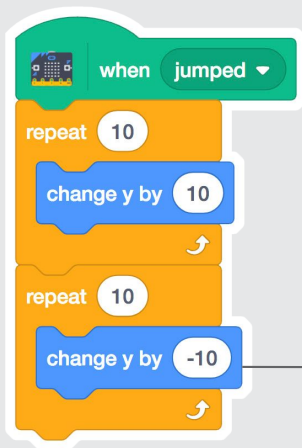 when jumped
repeat 10
change y by 10
repeat 10
change y by -10